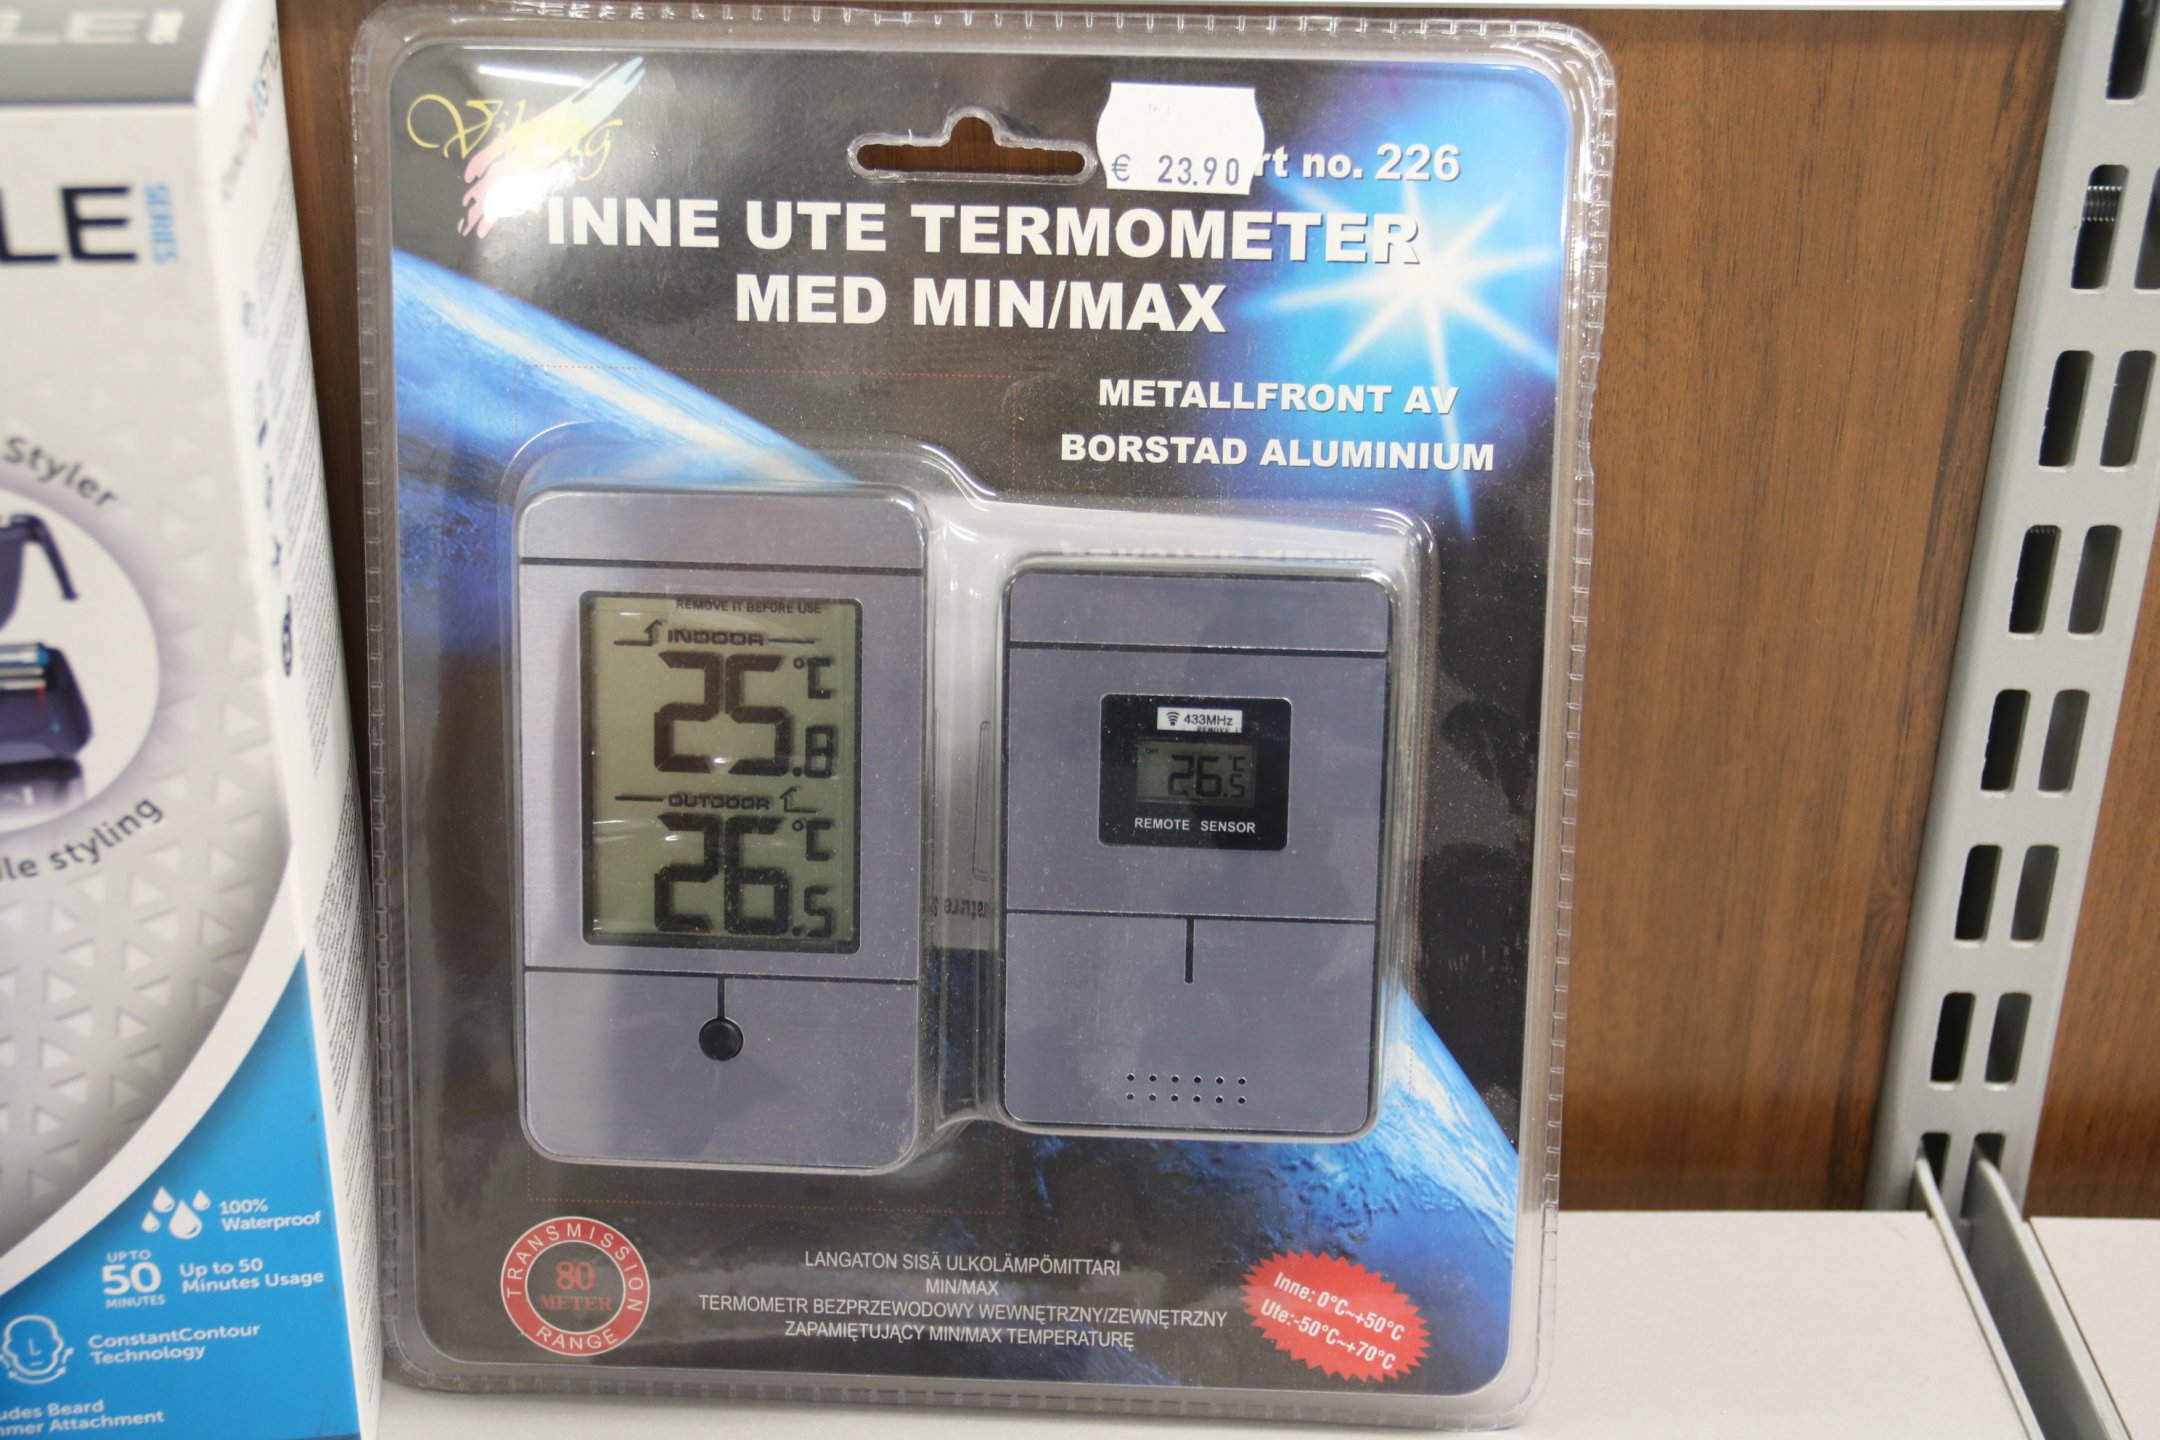 Viking
€ 23.90
rt no. 226
INNE UTE TERMOMETER
MED MIN/MAX
METALLFRONT AV
BORSTAD ALUMINIUM
REMOVE IT BEFORE USE
INDOOR
25.8 °C
OUTDOOR
26.5 °C
433MHz
26.5 °C
REMOTE SENSOR
TRANSMISSION
80
METER
RANGE
LANGATON SISÄ ULKOLÄMPÖMITTARI
MIN/MAX
TERMOMETR BEZPRZEWODOWY WEWNĘTRZNY/ZEWNĘTRZNY
ZAPAMIĘTUJĄCY MIN/MAX TEMPERATURĘ
Inne: 0°C~+50°C
Ute:-50°C~+70°C
LE
SERIES
Styler
le styling
100%
Waterproof
UP TO
50
MINUTES
Up to 50
Minutes Usage
L
ConstantContour
Technology
udes Beard
mmer Attachment